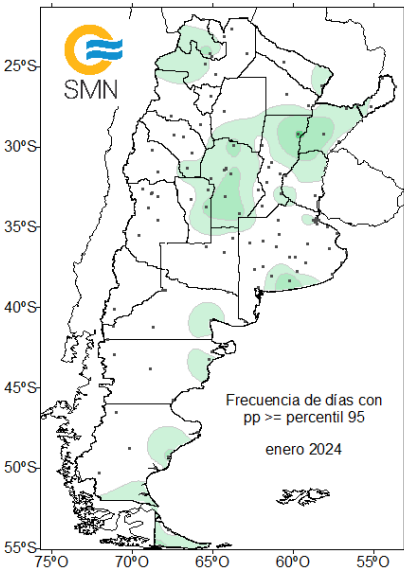 SMN
25°S
30°S
35°S
40°S
45°S
50°S
55°S
Frecuencia de días con
pp >= percentil 95
enero 2024
75°O 70°O 65°O 60°O 55°O